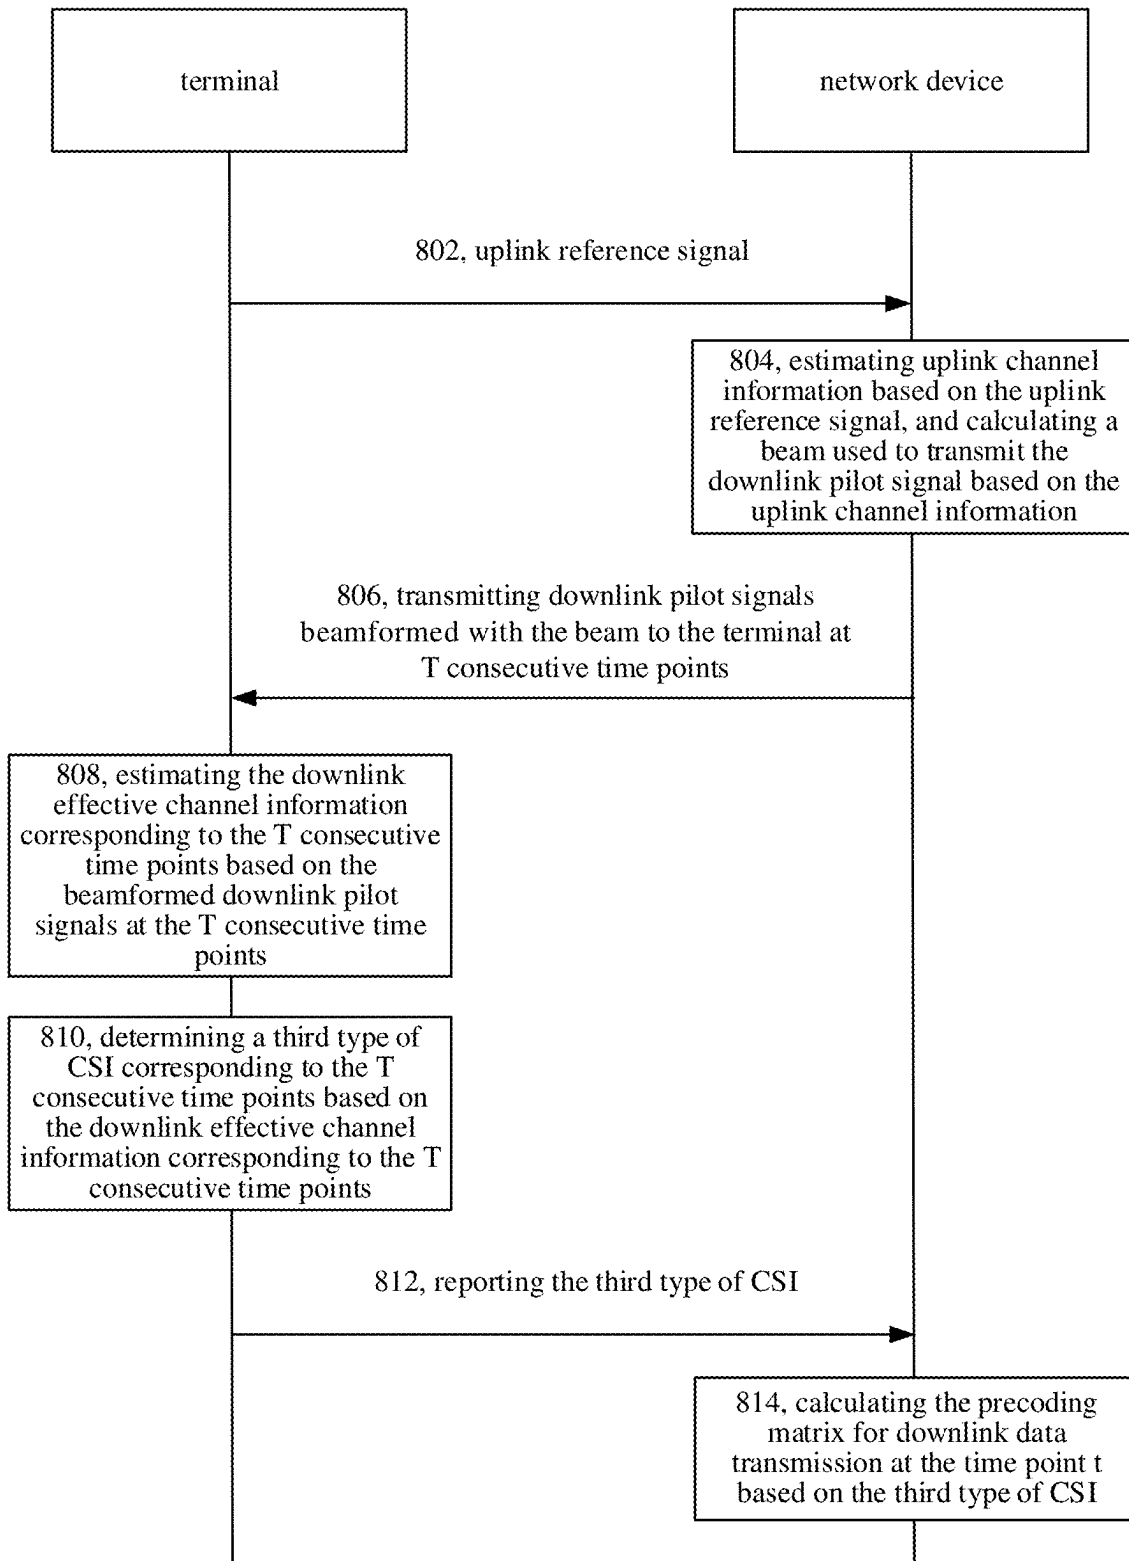 terminal
network device
802, uplink reference signal
804, estimating uplink channel
information based on the uplink
reference signal, and calculating a
beam used to transmit the
downlink pilot signal based on the
uplink channel information
806, transmitting downlink pilot signals
beamformed with the beam to the terminal at
T consecutive time points
808, estimating the downlink
effective channel information
corresponding to the T consecutive
time points based on the
beamformed downlink pilot
signals at the T consecutive time
points
810, determining a third type of
CSI corresponding to the T
consecutive time points based on
the downlink effective channel
information corresponding to the T
consecutive time points
812, reporting the third type of CSI
814, calculating the precoding
matrix for downlink data
transmission at the time point t
based on the third type of CSI